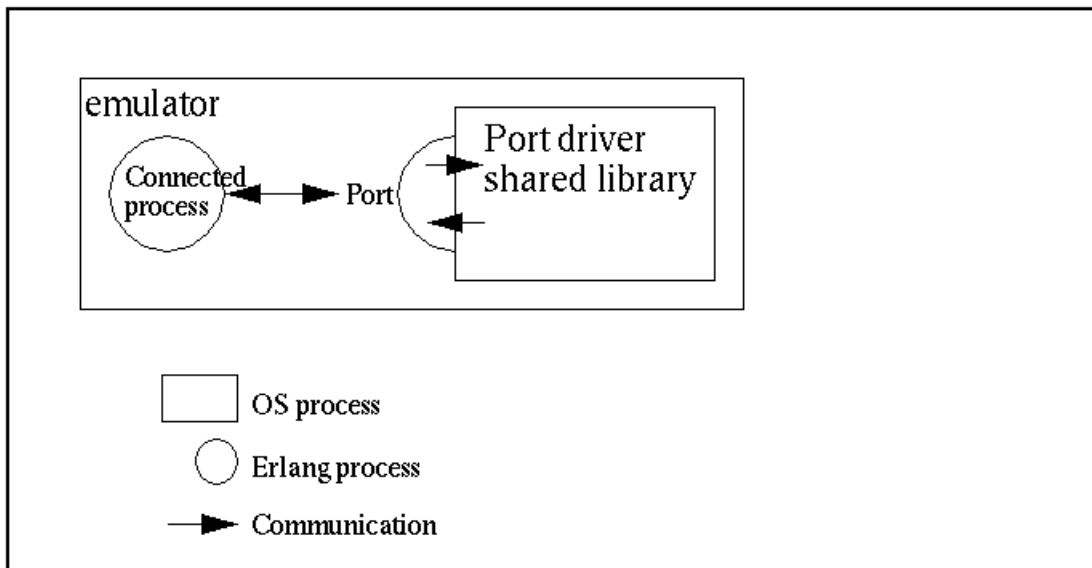 emulator
Connected
process
Port
Port driver
shared library
OS process
Erlang process
Communication